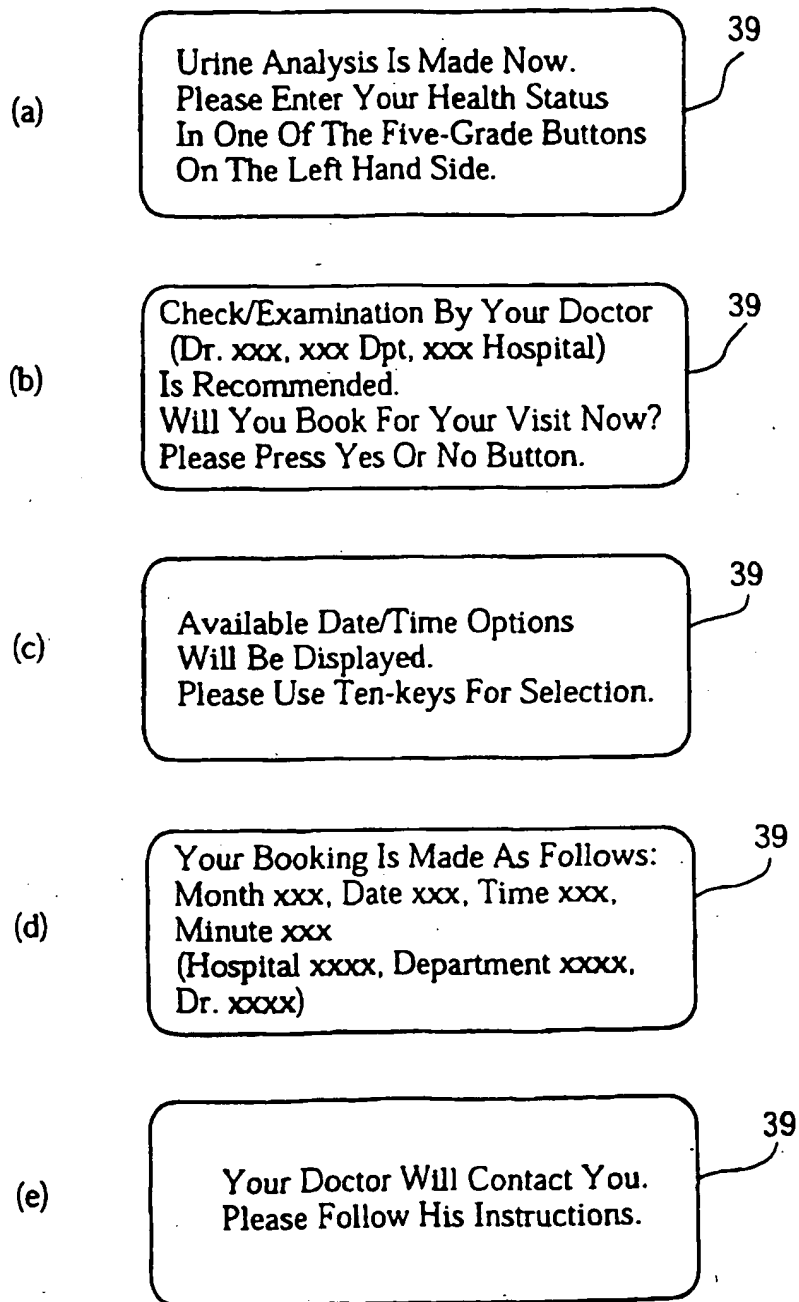 39
(a)
Urine Analysis Is Made Now.
Please Enter Your Health Status
In One Of The Five-Grade Buttons
On The Left Hand Side.
39
(b)
Check/Examination By Your Doctor
(Dr. xxx, xxx Dpt, xxx Hospital)
Is Recommended.
Will You Book For Your Visit Now?
Please Press Yes Or No Button.
39
(c)
Available Date/Time Options
Will Be Displayed.
Please Use Ten-keys For Selection.
39
(d)
Your Booking Is Made As Follows:
Month xxx, Date xxx, Time xxx,
Minute xxx
(Hospital xxxx, Department xxxx,
Dr. xxxx)
39
(e)
Your Doctor Will Contact You.
Please Follow His Instructions.